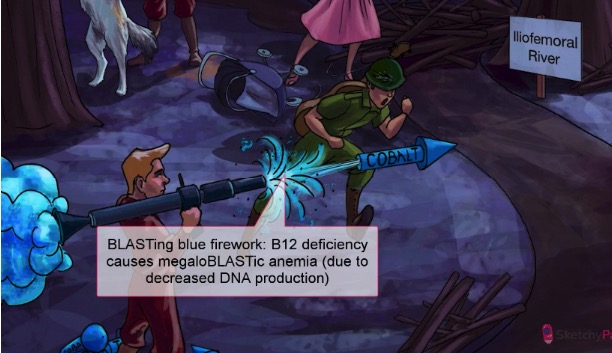 Iliofemoral
River
COBALT
BLASTing blue firework: B12 deficiency
causes megaloBLASTic anemia (due to
decreased DNA production)